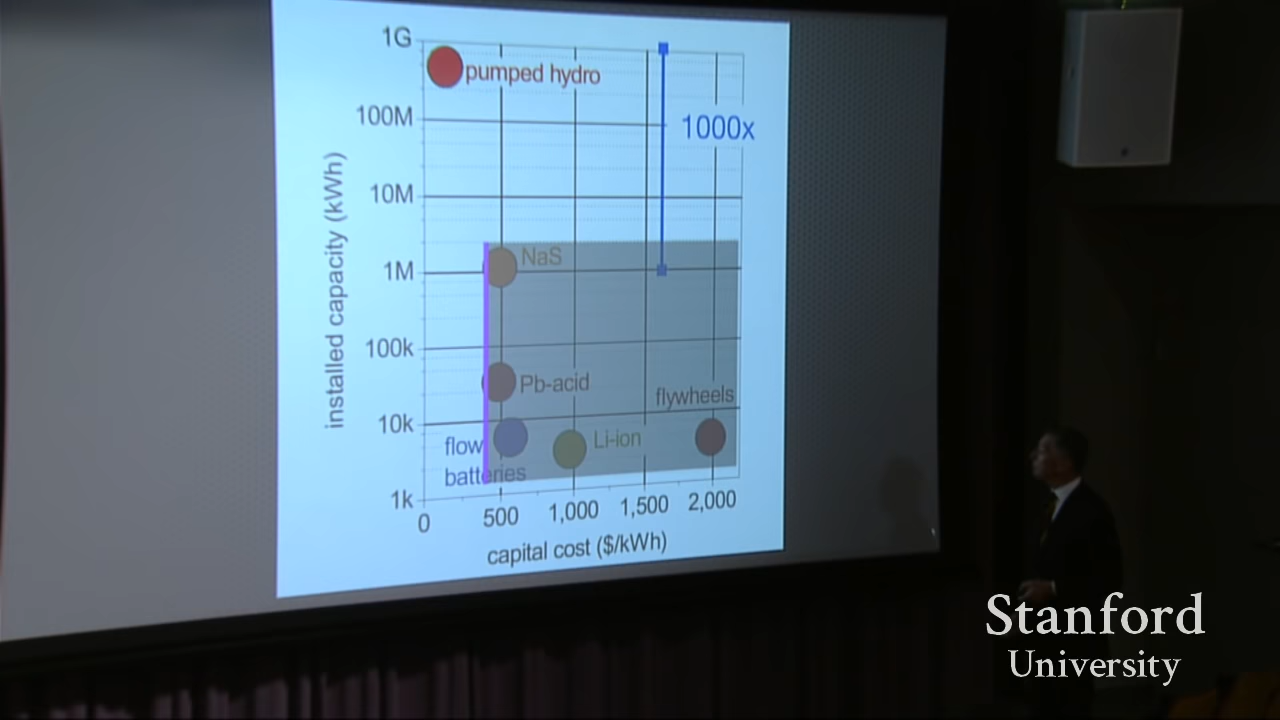 1G
pumped hydro
100M
1000x
10M
NaS
1M
installed capacity (kWh)
100k
Pb-acid
flywheels
10k
flow
batteries
Li-ion
1k
0
500
1,000
1,500
2,000
capital cost ($/kWh)
Stanford
University